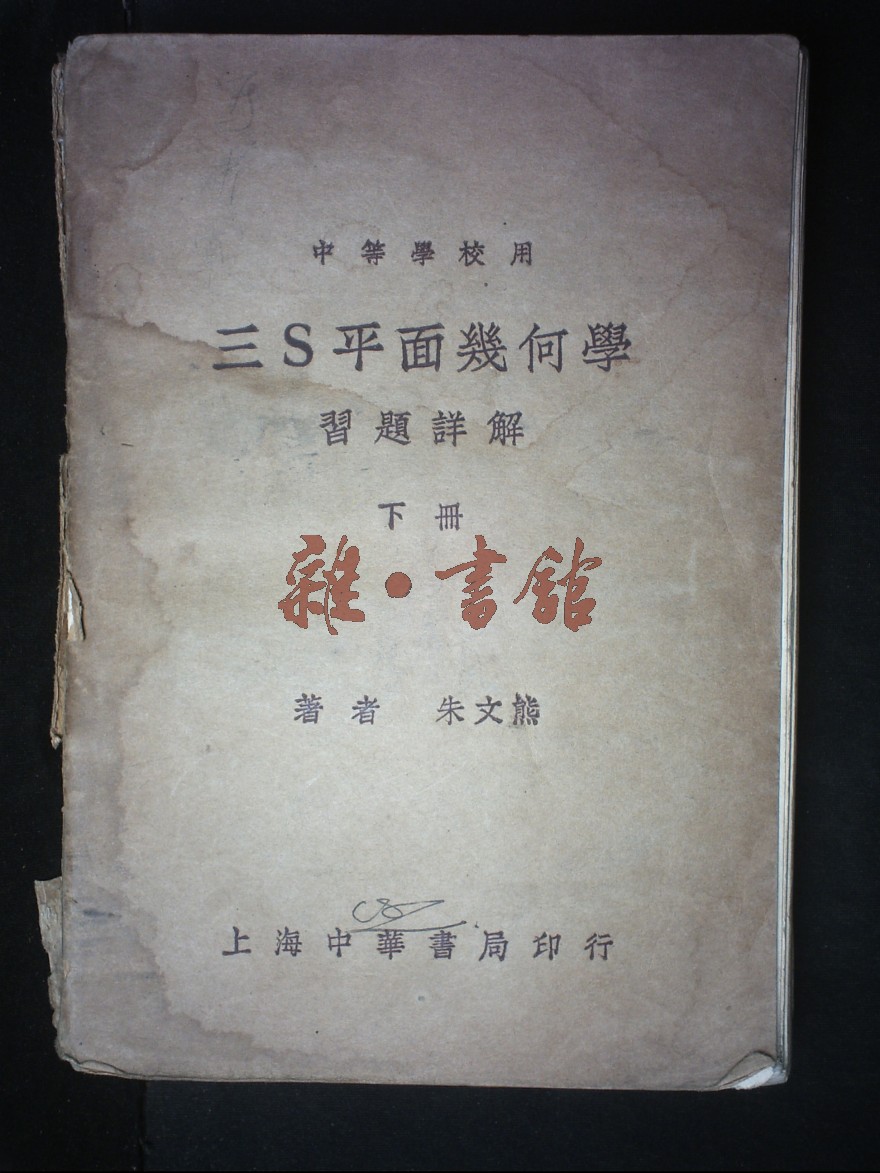 中等學校用
三S平面幾何學
習題詳解
下冊
雜·書館
著者 朱文熊
上海中華書局印行